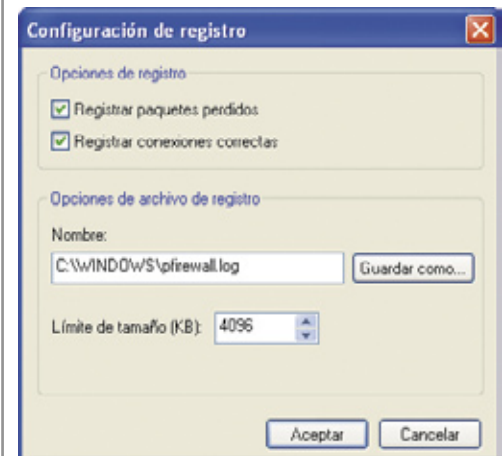 Configuración de registro
Opciones de registro
Registrar paquetes perdidos
Registrar conexiones correctas
Opciones de archivo de registro
Nombre:
C:\WINDOWS\pfirewall.log
Guardar como...
Límite de tamaño (KB): 4096
Aceptar Cancelar